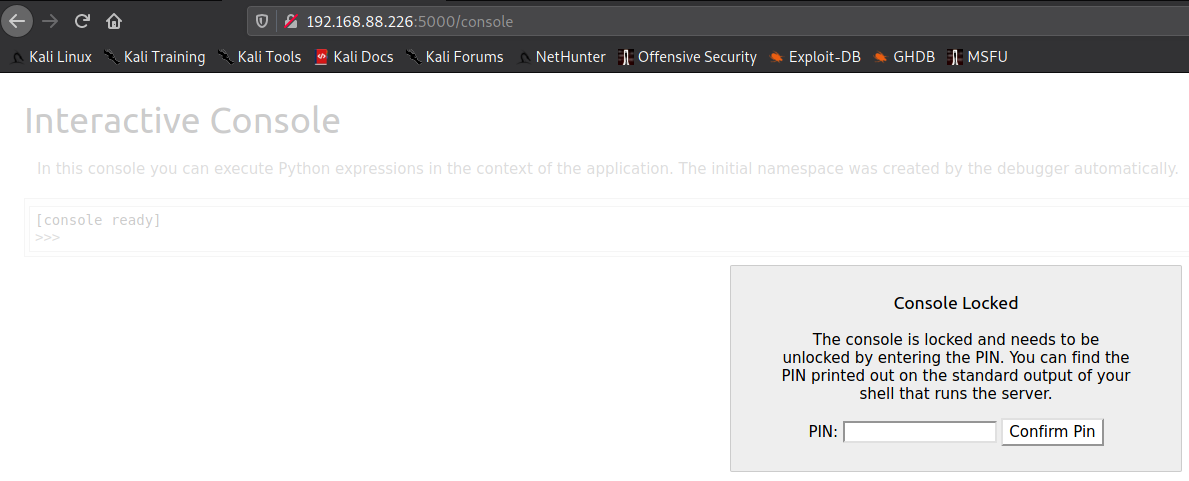 192.168.88.226:5000/console
Kali Linux Kali Training Kali Tools Kali Docs Kali Forums NetHunter Offensive Security Exploit-DB GHDB MSFU
Interactive Console
In this console you can execute Python expressions in the context of the application. The initial namespace was created by the debugger automatically.
[console ready]
>>>
Console Locked
The console is locked and needs to be
unlocked by entering the PIN. You can find the
PIN printed out on the standard output of your
shell that runs the server.
PIN: Confirm Pin